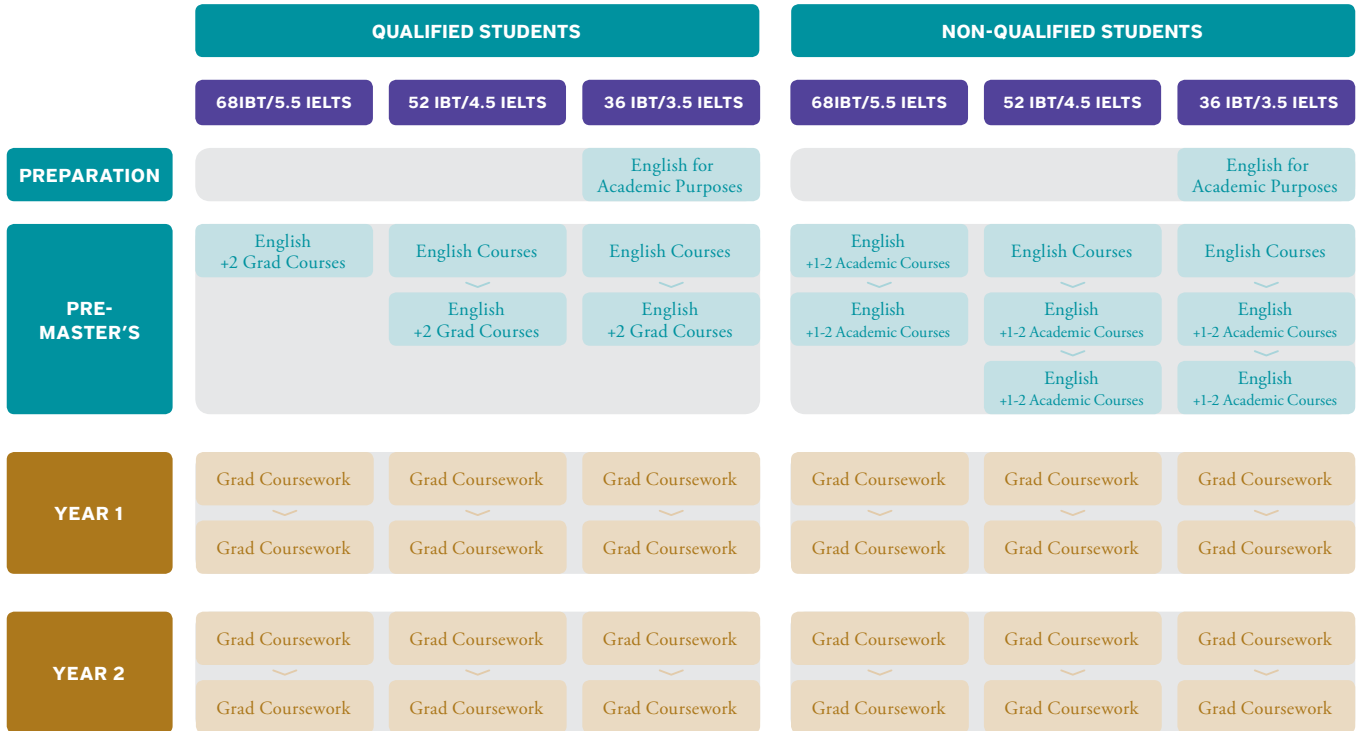 QUALIFIED STUDENTS
NON-QUALIFIED STUDENTS
68IBT/5.5 IELTS
52 IBT/4.5 IELTS
36 IBT/3.5 IELTS
68IBT/5.5 IELTS
52 IBT/4.5 IELTS
36 IBT/3.5 IELTS
PREPARATION
English for
Academic Purposes
English for
Academic Purposes
PRE-
MASTER'S
English
+2 Grad Courses
English Courses
English Courses
English
+1-2 Academic Courses
English Courses
English Courses
English
+2 Grad Courses
English
+2 Grad Courses
English
+1-2 Academic Courses
English
+1-2 Academic Courses
English
+1-2 Academic Courses
English
+1-2 Academic Courses
English
+1-2 Academic Courses
YEAR 1
Grad Coursework
Grad Coursework
Grad Coursework
Grad Coursework
Grad Coursework
Grad Coursework
Grad Coursework
Grad Coursework
Grad Coursework
Grad Coursework
Grad Coursework
Grad Coursework
YEAR 2
Grad Coursework
Grad Coursework
Grad Coursework
Grad Coursework
Grad Coursework
Grad Coursework
Grad Coursework
Grad Coursework
Grad Coursework
Grad Coursework
Grad Coursework
Grad Coursework